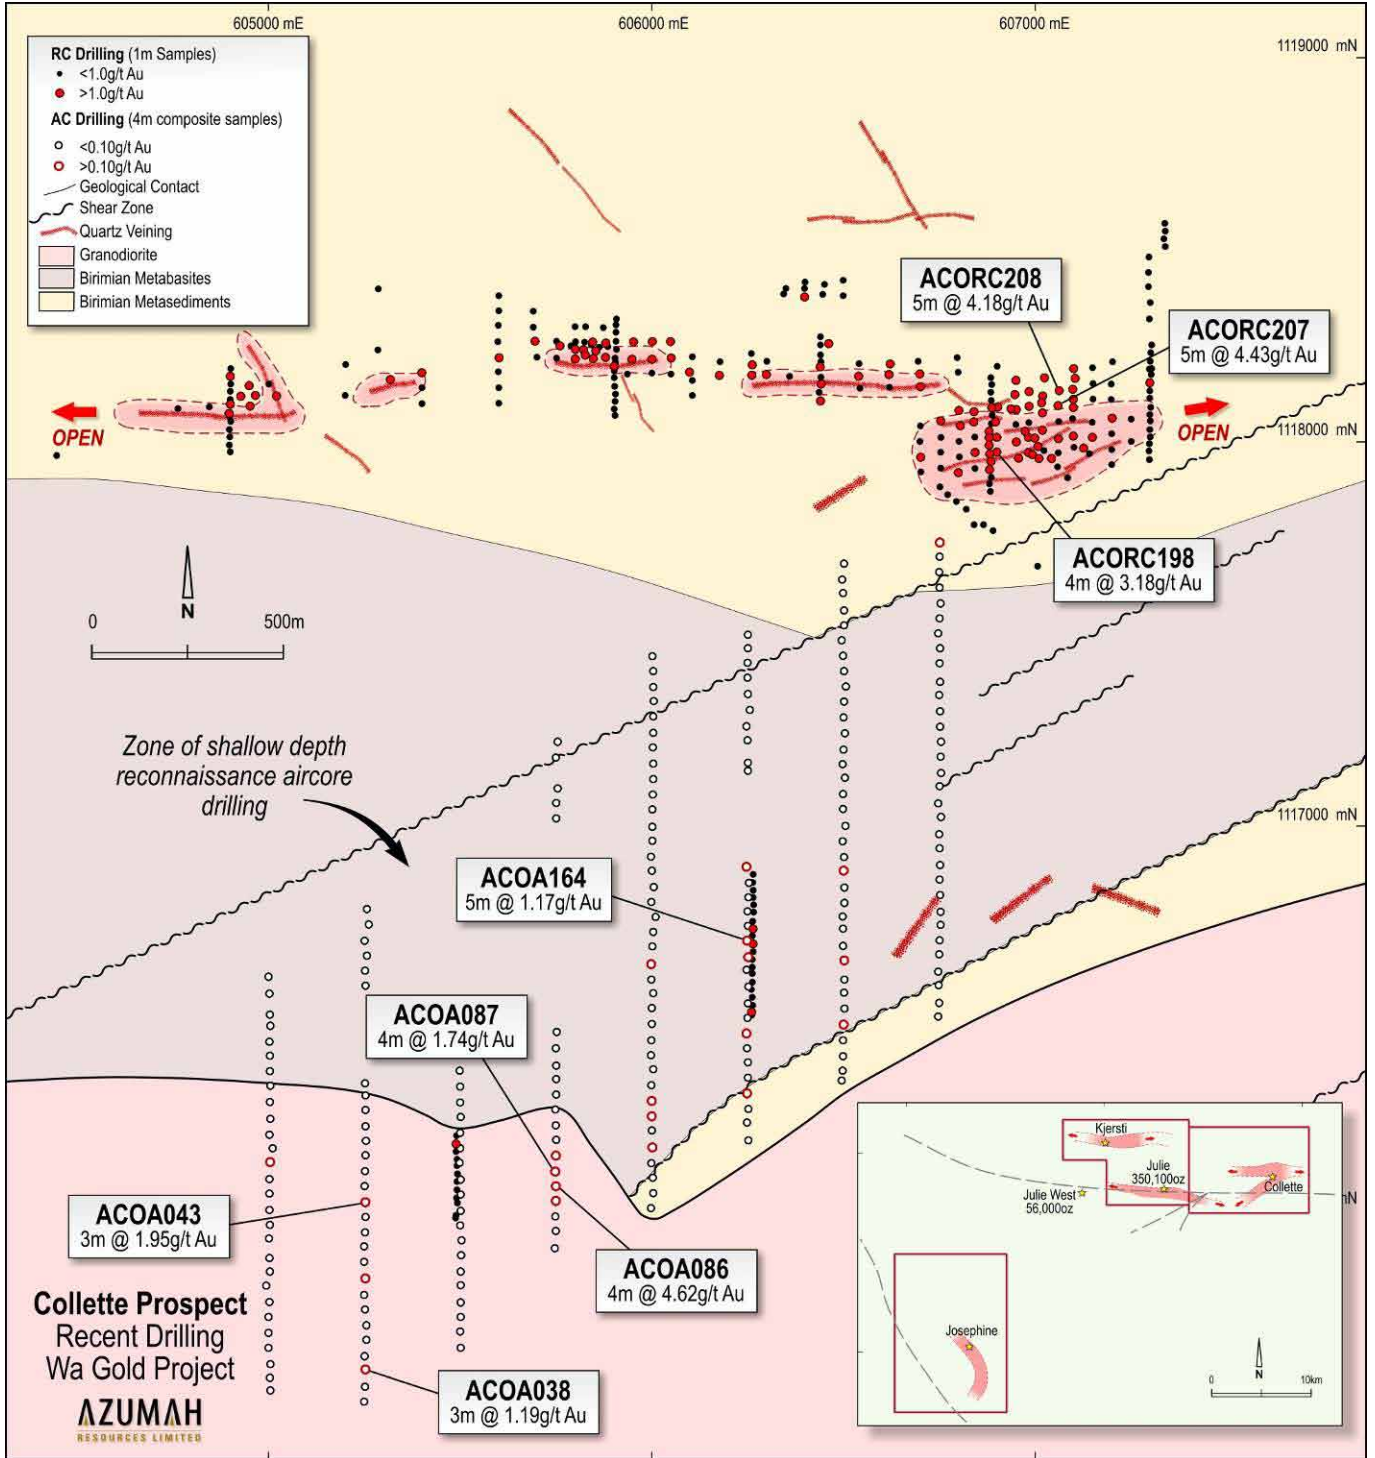 605000 mE
606000 mE
607000 mE
1119000 mN
RC Drilling (1m Samples)
<1.0g/t Au
>1.0g/t Au
AC Drilling (4m composite samples)
<0.10g/t Au
>0.10g/t Au
Geological Contact
Shear Zone
Quartz Veining
Granodiorite
Birimian Metabasites
Birimian Metasediments
ACORC208
5m @ 4.18g/t Au
ACORC207
5m @ 4.43g/t Au
OPEN
OPEN
1118000 mN
ACORC198
4m @ 3.18g/t Au
N
0 500m
Zone of shallow depth
reconnaissance aircore
drilling
1117000 mN
ACOA164
5m @ 1.17g/t Au
ACOA087
4m @ 1.74g/t Au
ACOA043
3m @ 1.95g/t Au
ACOA086
4m @ 4.62g/t Au
ACOA038
3m @ 1.19g/t Au
Collette Prospect
Recent Drilling
Wa Gold Project
AZUMAH
RESOURCES LIMITED
Kjersti
Julie
350,100oz
Julie West
56,000oz
Collette
mN
Josephine
N
0 10km